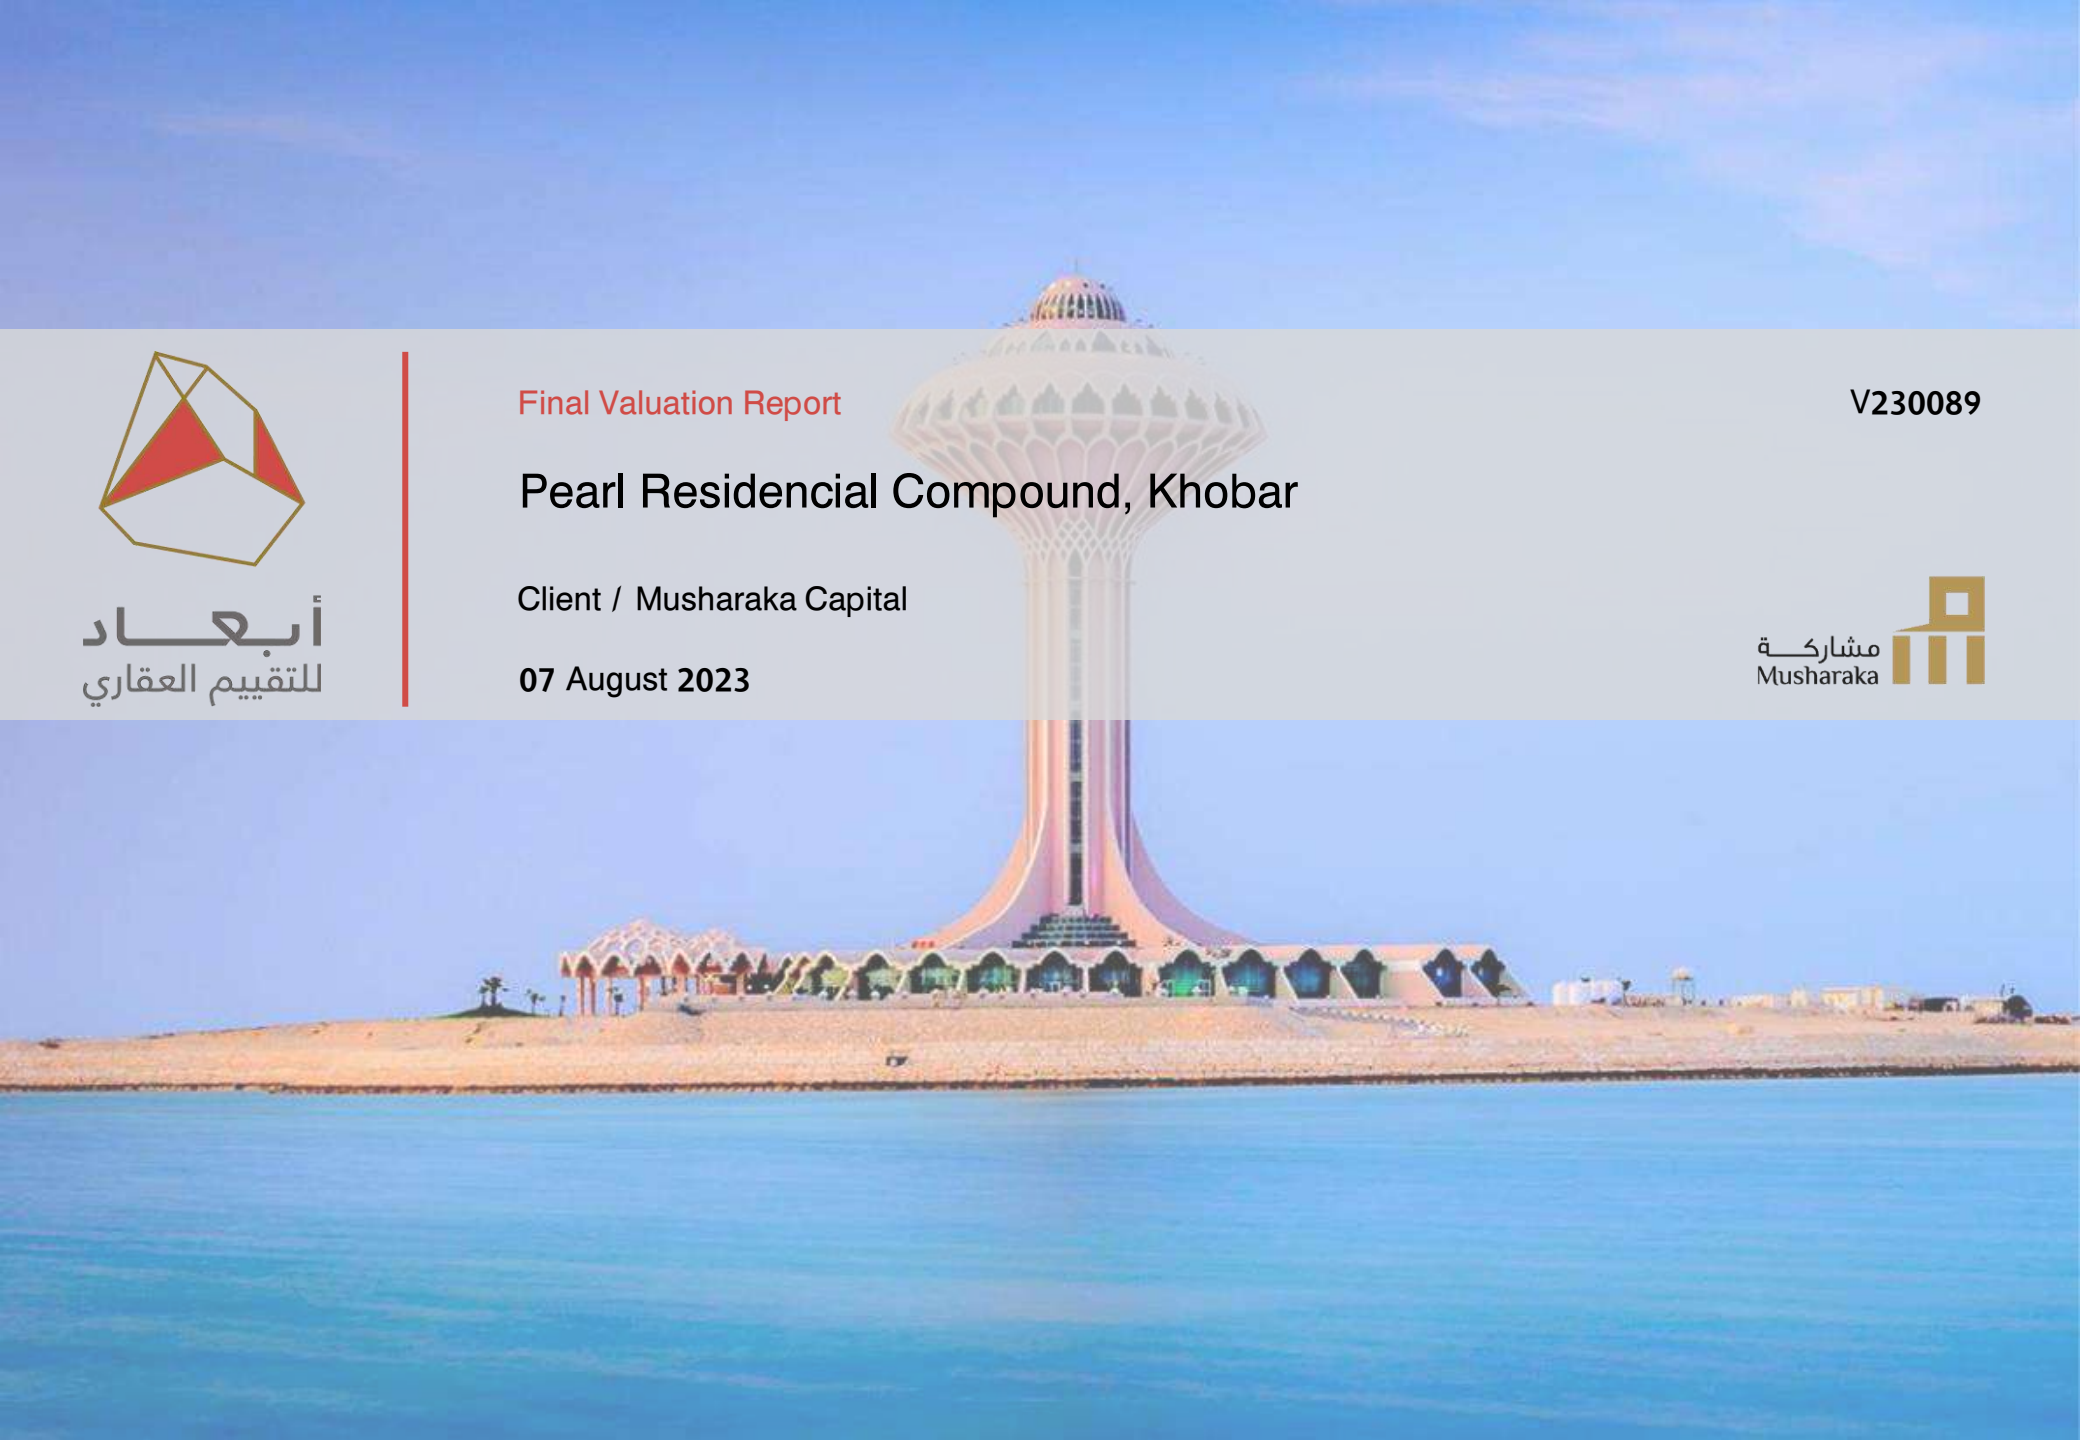 Final Valuation Report
V230089
Pearl Residencial Compound, Khobar
Client / Musharaka Capital
07 August 2023
أبعاد
للتقييم العقاري
مشاركة
Musharaka